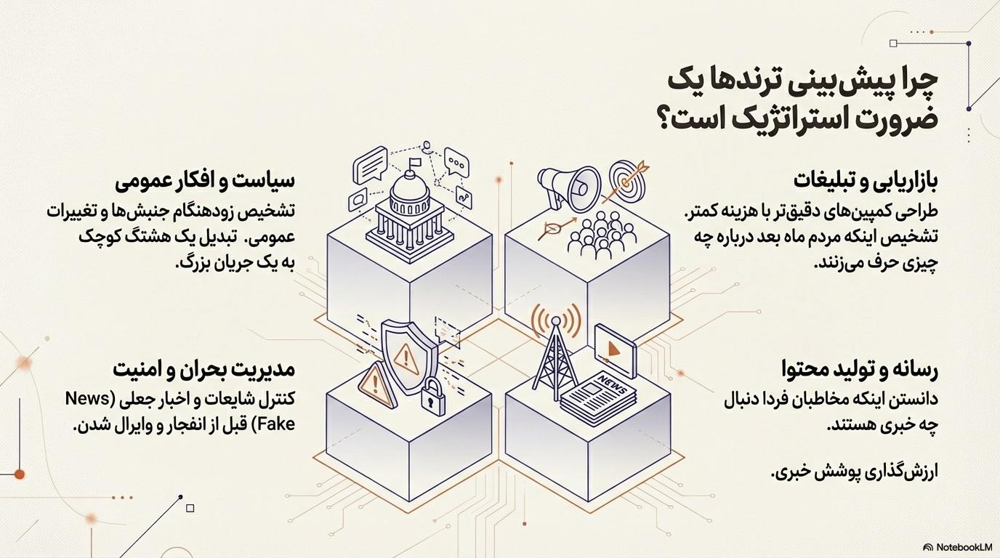 چرا پیش‌بینی ترندها یک
ضرورت استراتژیک است؟
بازاریابی و تبلیغات
طراحی کمپین‌های دقیق‌تر با هزینه کمتر.
تشخیص اینکه مردم ماه بعد درباره چه
چیزی حرف می‌زنند.
سیاست و افکار عمومی
تشخیص زودهنگام جنبش‌ها و تغییرات
عمومی. تبدیل یک هشتگ کوچک
به یک جریان بزرگ.
رسانه و تولید محتوا
دانستن اینکه مخاطبان فردا دنبال
چه خبری هستند.
ارزش‌گذاری پوشش خبری.
مدیریت بحران و امنیت
کنترل شایعات و اخبار جعلی (News
Fake) قبل از انفجار و وایرال شدن.
NEWS
NotebookLM